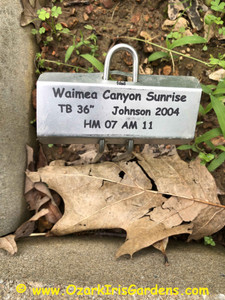 Waimea Canyon Sunrise
TB 36" Johnson 2004
HM 07 AM 11
© www.OzarkIrisGardens.com ©